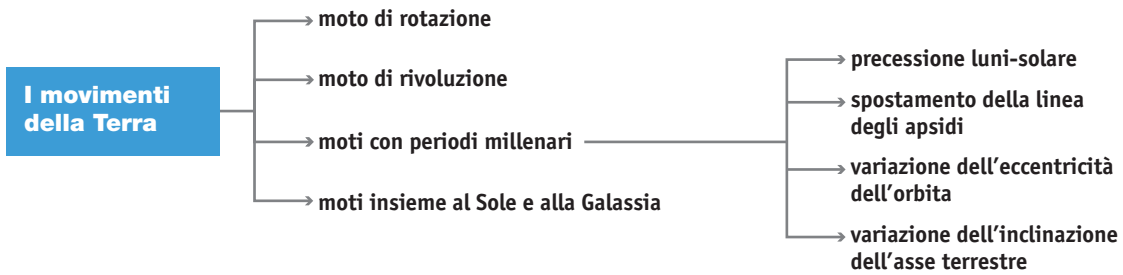 I movimenti
della Terra
moto di rotazione
moto di rivoluzione
moti con periodi millenari
moti insieme al Sole e alla Galassia
precessione luni-solare
spostamento della linea
degli apsidi
variazione dell’eccentricità
dell’orbita
variazione dell’inclinazione
dell’asse terrestre